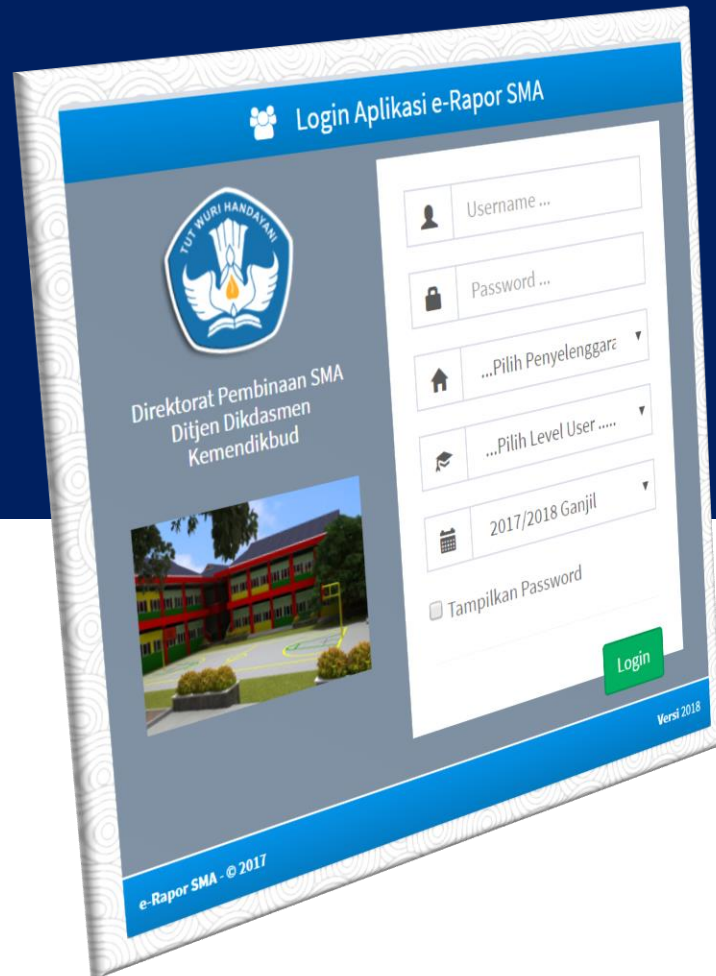 Login Aplikasi e-Rapor SMA
TUT WURI HANDAYANI
Direktorat Pembinaan SMA
Ditjen Dikdasmen
Kemendikbud
Username ...
Password ...
...Pilih Penyelenggara
...Pilih Level User .....
2017/2018 Ganjil
Tampilkan Password
Login
e-Rapor SMA - © 2017
Versi 2018